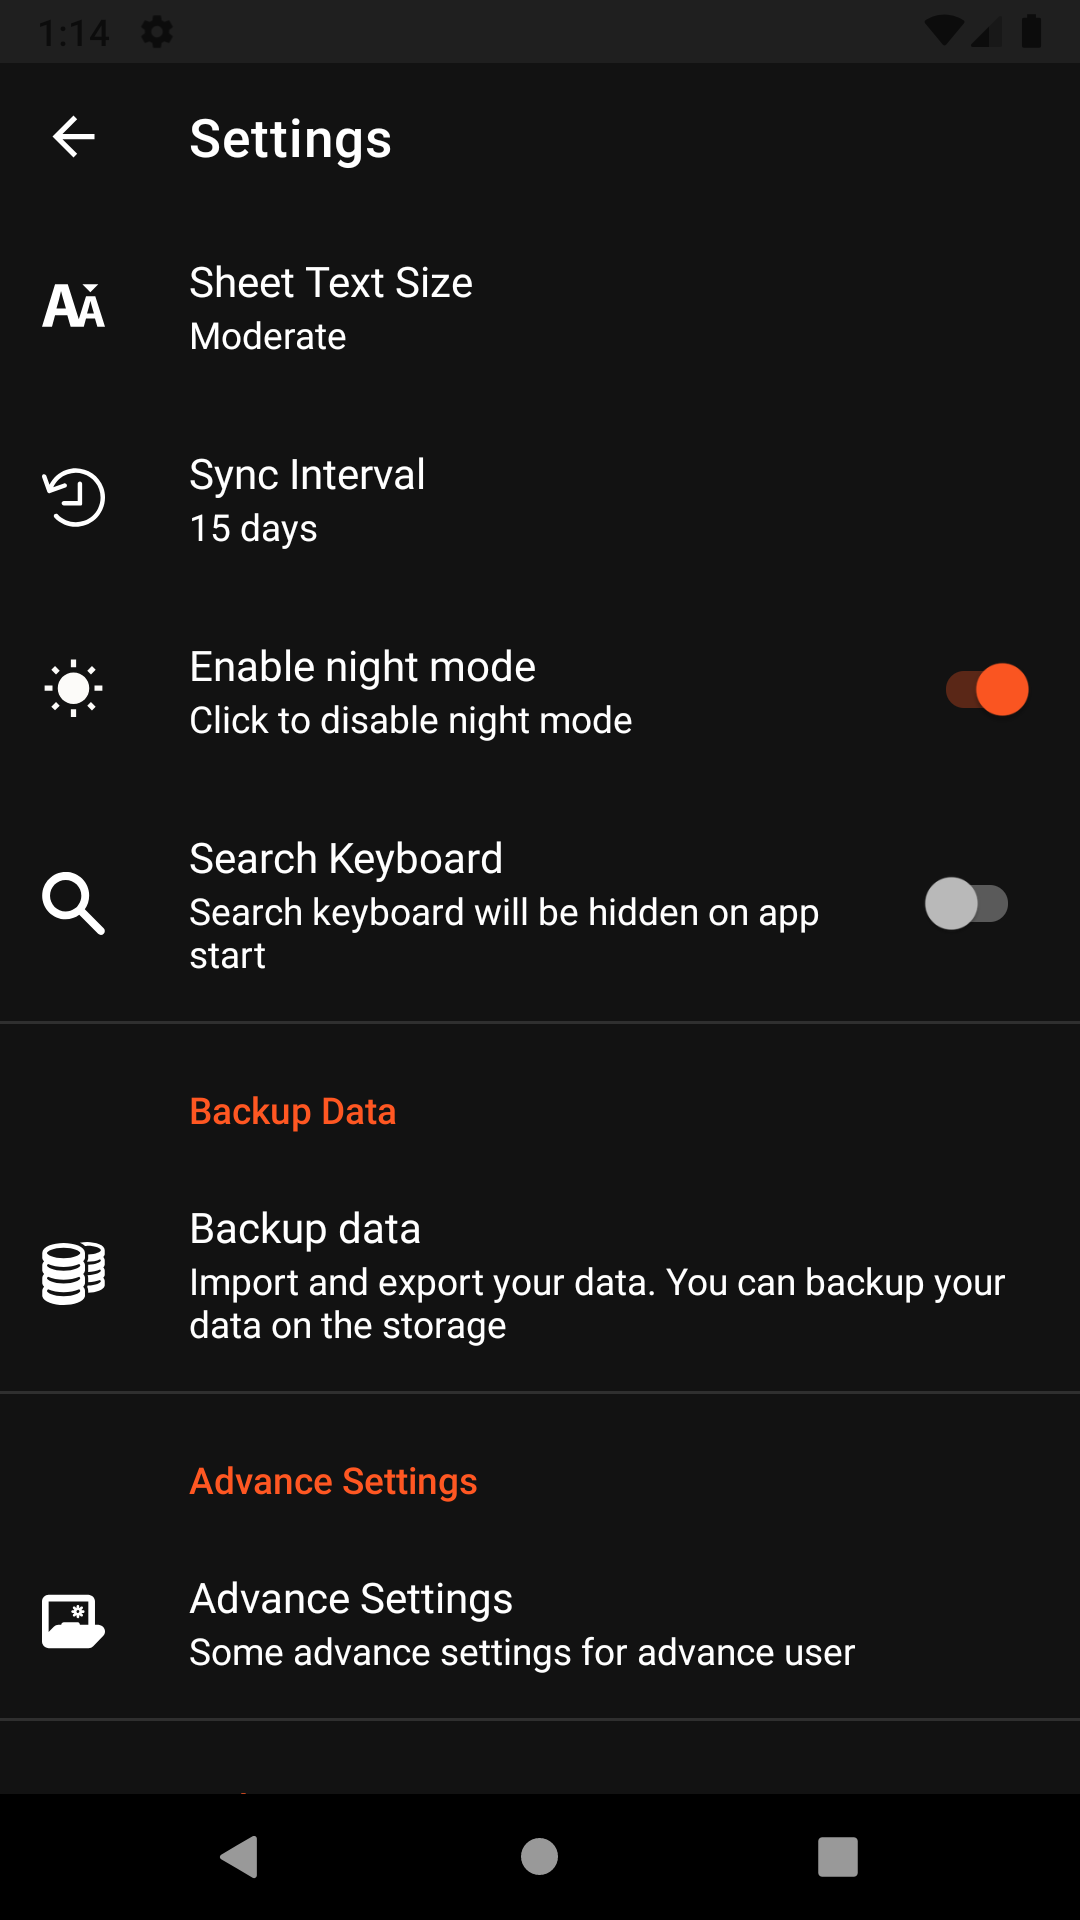 1:14
Settings
Sheet Text Size
Moderate
Sync Interval
15 days
Enable night mode
Click to disable night mode
Search Keyboard
Search keyboard will be hidden on app
start
Backup Data
Backup data
Import and export your data. You can backup your
data on the storage
Advance Settings
Advance Settings
Some advance settings for advance user